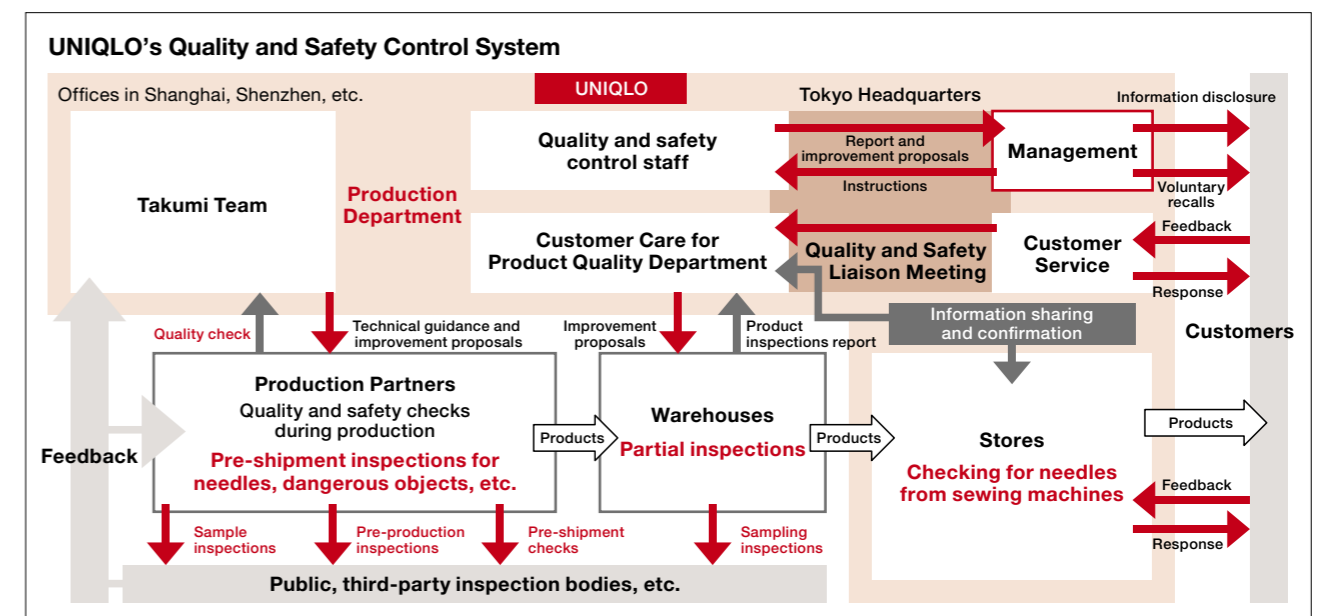 UNIQLO’s Quality and Safety Control System
Offices in Shanghai, Shenzhen, etc.
UNIQLO
Tokyo Headquarters
Information disclosure
Takumi Team
Production
Department
Quality and safety
control staff
Report and
improvement proposals
Instructions
Management
Voluntary
recalls
Customer Care for
Product Quality Department
Quality and Safety
Liaison Meeting
Customer
Service
Feedback
Response
Information sharing
and confirmation
Customers
Quality check
Technical guidance and
improvement proposals
Improvement
proposals
Product
inspections report
Production Partners
Quality and safety checks
during production
Pre-shipment inspections for
needles, dangerous objects, etc.
Products
Warehouses
Partial inspections
Products
Stores
Checking for needles
from sewing machines
Products
Feedback
Response
Feedback
Sample
inspections
Pre-production
inspections
Pre-shipment
checks
Sampling
inspections
Public, third-party inspection bodies, etc.